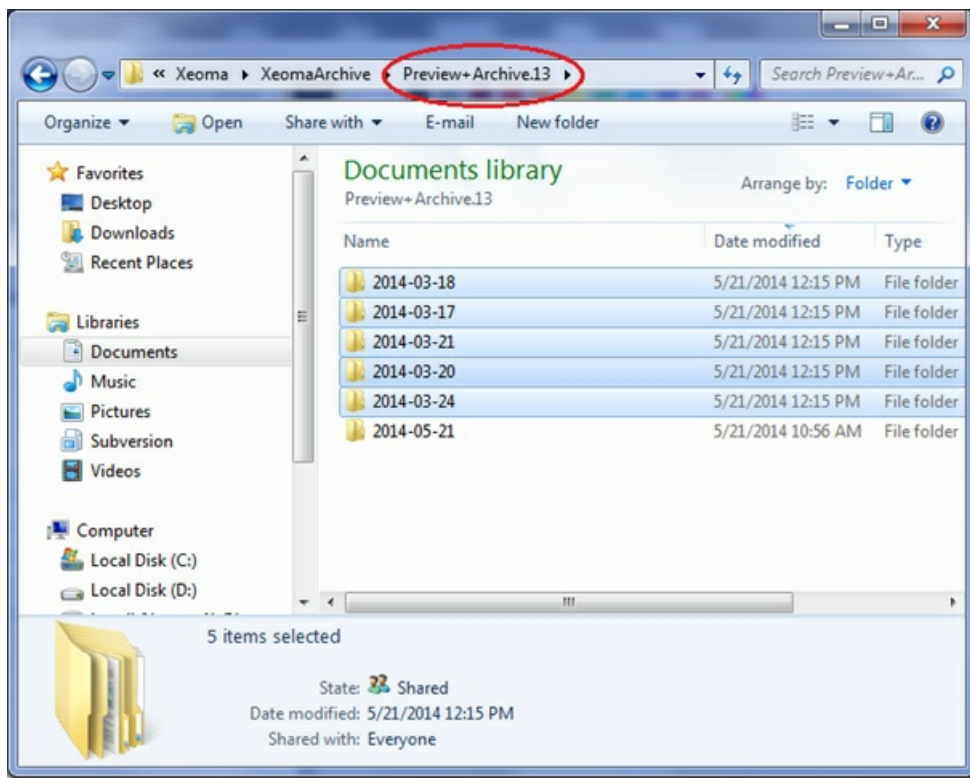 « Xeoma ▸ XeomaArchive ▸ Preview+Archive.13 ▸
Search Preview+Ar...
Organize Open Share with E-mail New folder
Favorites
Desktop
Downloads
Recent Places
Libraries
Documents
Music
Pictures
Subversion
Videos
Computer
Local Disk (C:)
Local Disk (D:)
Documents library
Preview+Archive.13
Arrange by: Folder
Name Date modified Type
2014-03-18 5/21/2014 12:15 PM File folder
2014-03-17 5/21/2014 12:15 PM File folder
2014-03-21 5/21/2014 12:15 PM File folder
2014-03-20 5/21/2014 12:15 PM File folder
2014-03-24 5/21/2014 12:15 PM File folder
2014-05-21 5/21/2014 10:56 AM File folder
5 items selected
State: Shared
Date modified: 5/21/2014 12:15 PM
Shared with: Everyone